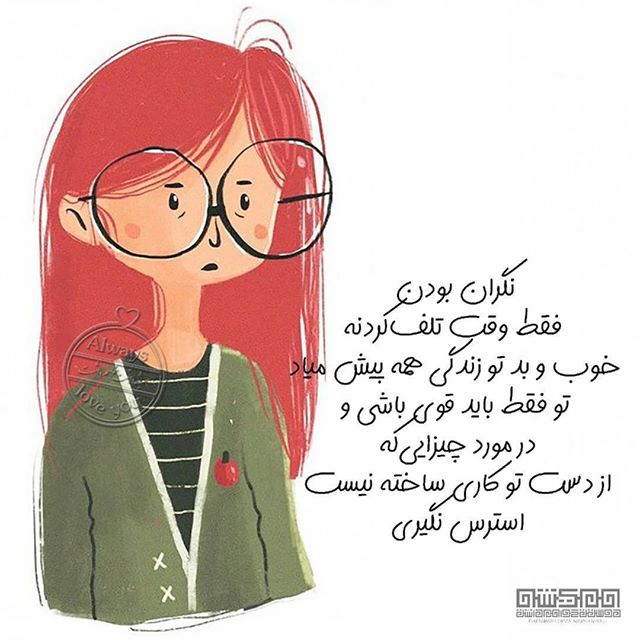 نگران بودن
فقط وقت تلف کردنه
خوب و بد تو زندگی همه پیش میاد
تو فقط باید قوی باشی و
در مورد چیزایی که
از دست تو کاری ساخته نیست
استرس نگیری
Always
love you